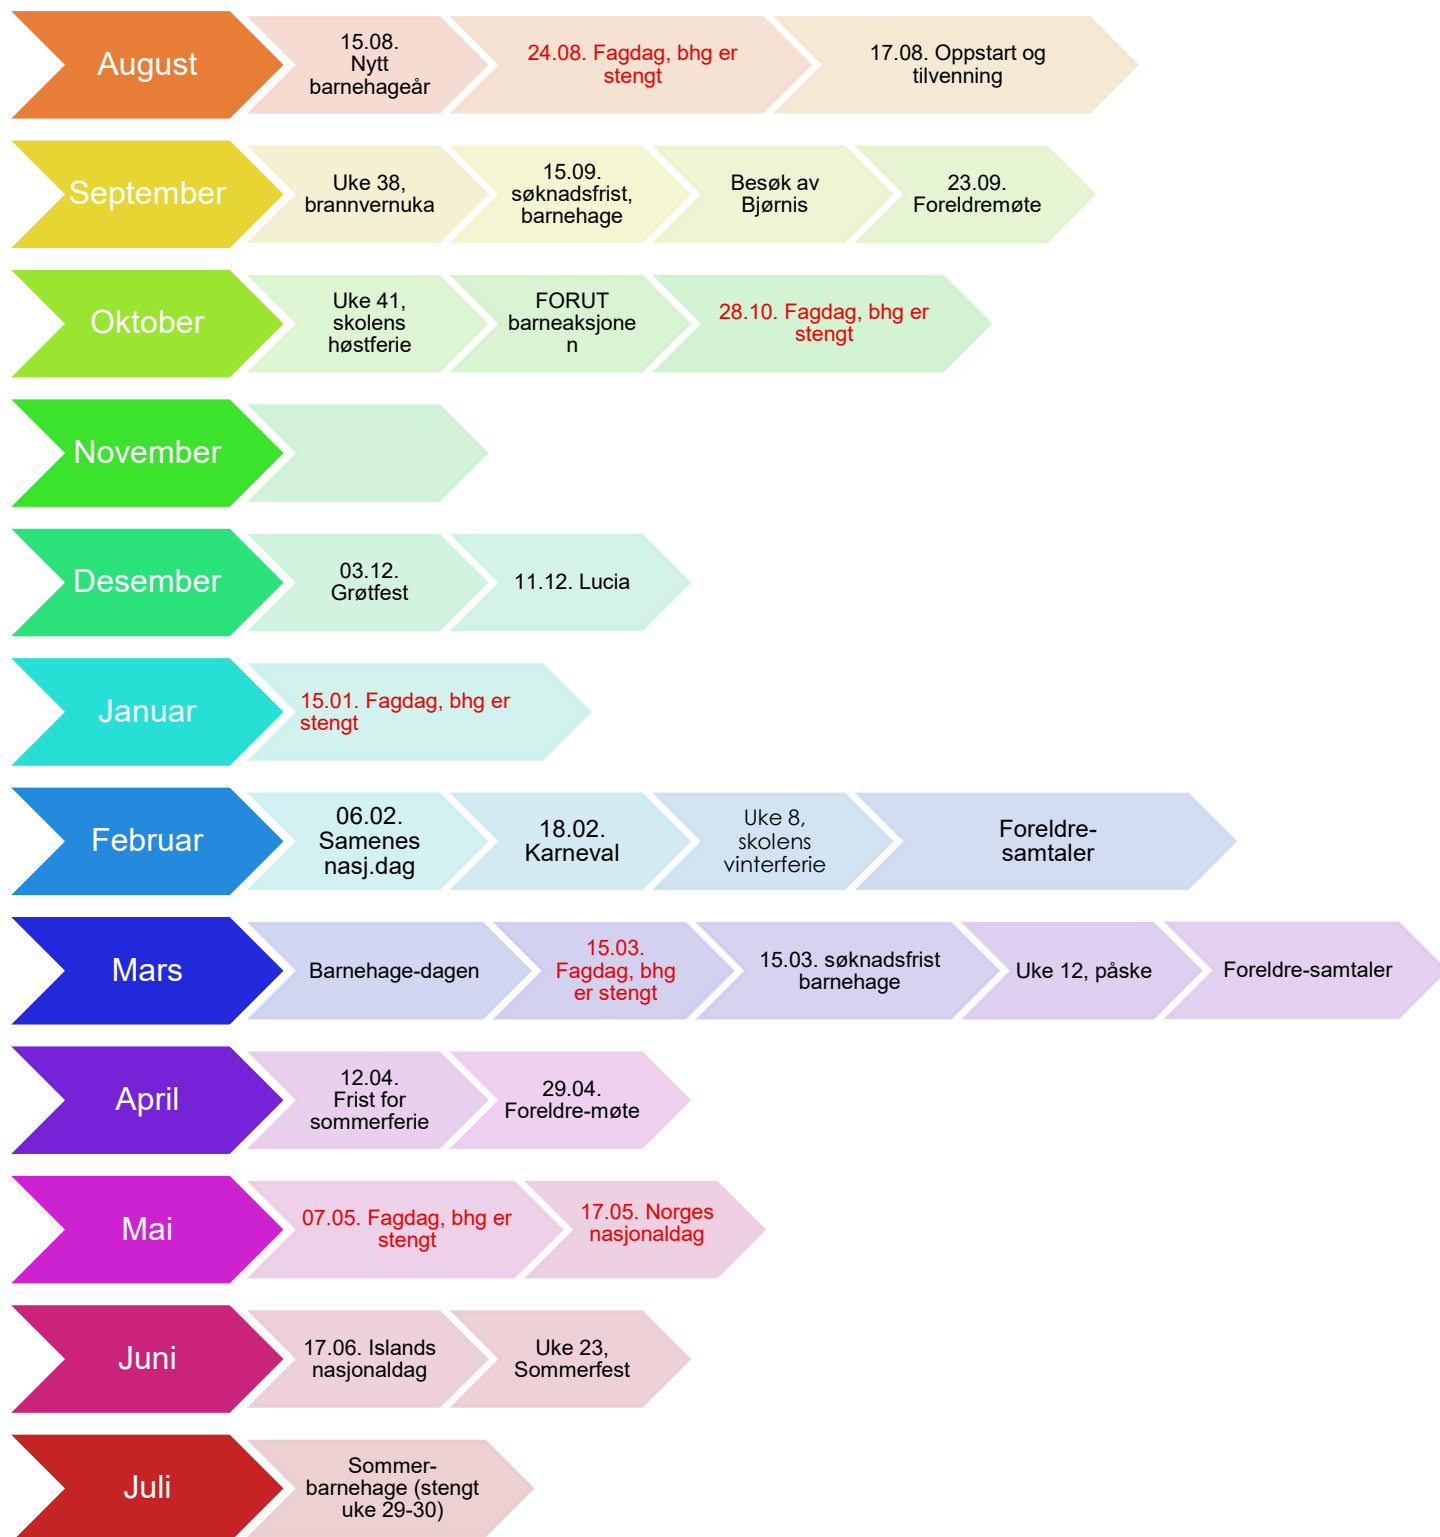 August
15.08.
Nytt
barnehageår
24.08. Fagdag, bhg er
stengt
17.08. Oppstart og
tilvenning
September
Uke 38,
brannvernuka
15.09.
søknadsfrist,
barnehage
Besøk av
Bjørnis
23.09.
Foreldremøte
Oktober
Uke 41,
skolens
høstferie
FORUT
barneaksjone
n
28.10. Fagdag, bhg er
stengt
November
Desember
03.12.
Grøtfest
11.12. Lucia
Januar
15.01. Fagdag, bhg er
stengt
Februar
06.02.
Samenes
nasj.dag
18.02.
Karneval
Uke 8,
skolens
vinterferie
Foreldre-
samtaler
Mars
Barnehage-dagen
15.03.
Fagdag, bhg
er stengt
15.03. søknadsfrist
barnehage
Uke 12, påske
Foreldre-samtaler
April
12.04.
Frist for
sommerferie
29.04.
Foreldre-møte
Mai
07.05. Fagdag, bhg er
stengt
17.05. Norges
nasjonaldag
Juni
17.06. Islands
nasjonaldag
Uke 23,
Sommerfest
Juli
Sommer-
barnehage (stengt
uke 29-30)